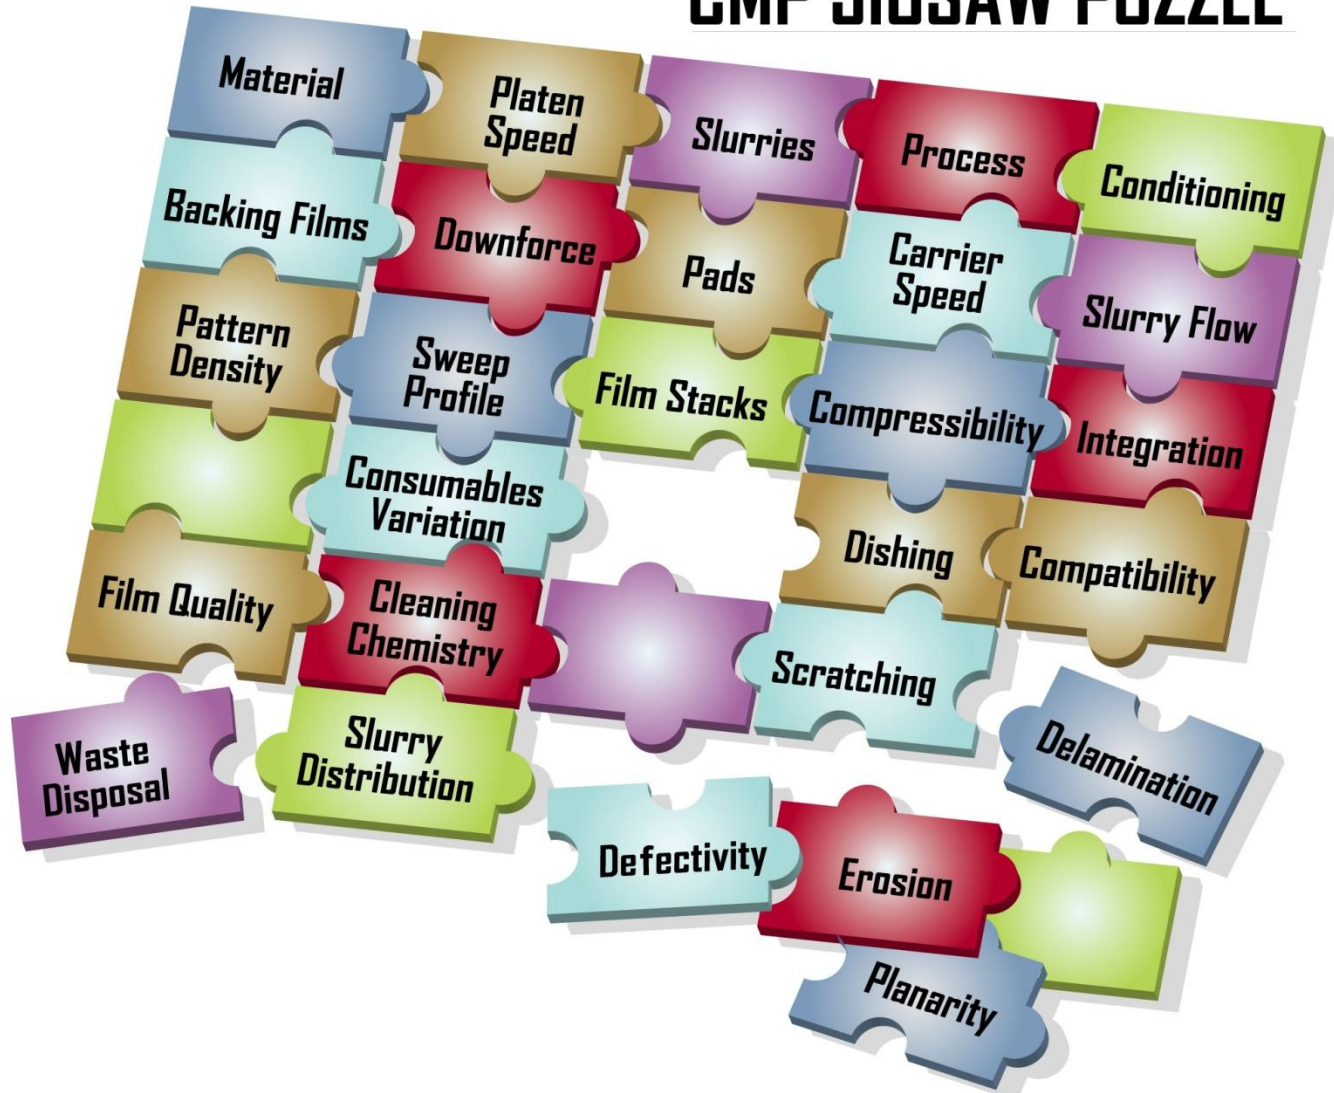 CMP JIGSAW PUZZLE
Material
Platen
Speed
Slurries
Process
Conditioning
Backing Films
Downforce
Pads
Carrier
Speed
Slurry Flow
Pattern
Density
Sweep
Profile
Film Stacks
Compressibility
Integration
Consumables
Variation
Dishing
Compatibility
Film Quality
Cleaning
Chemistry
Scratching
Waste
Disposal
Slurry
Distribution
Delamination
Defectivity
Erosion
Planarity